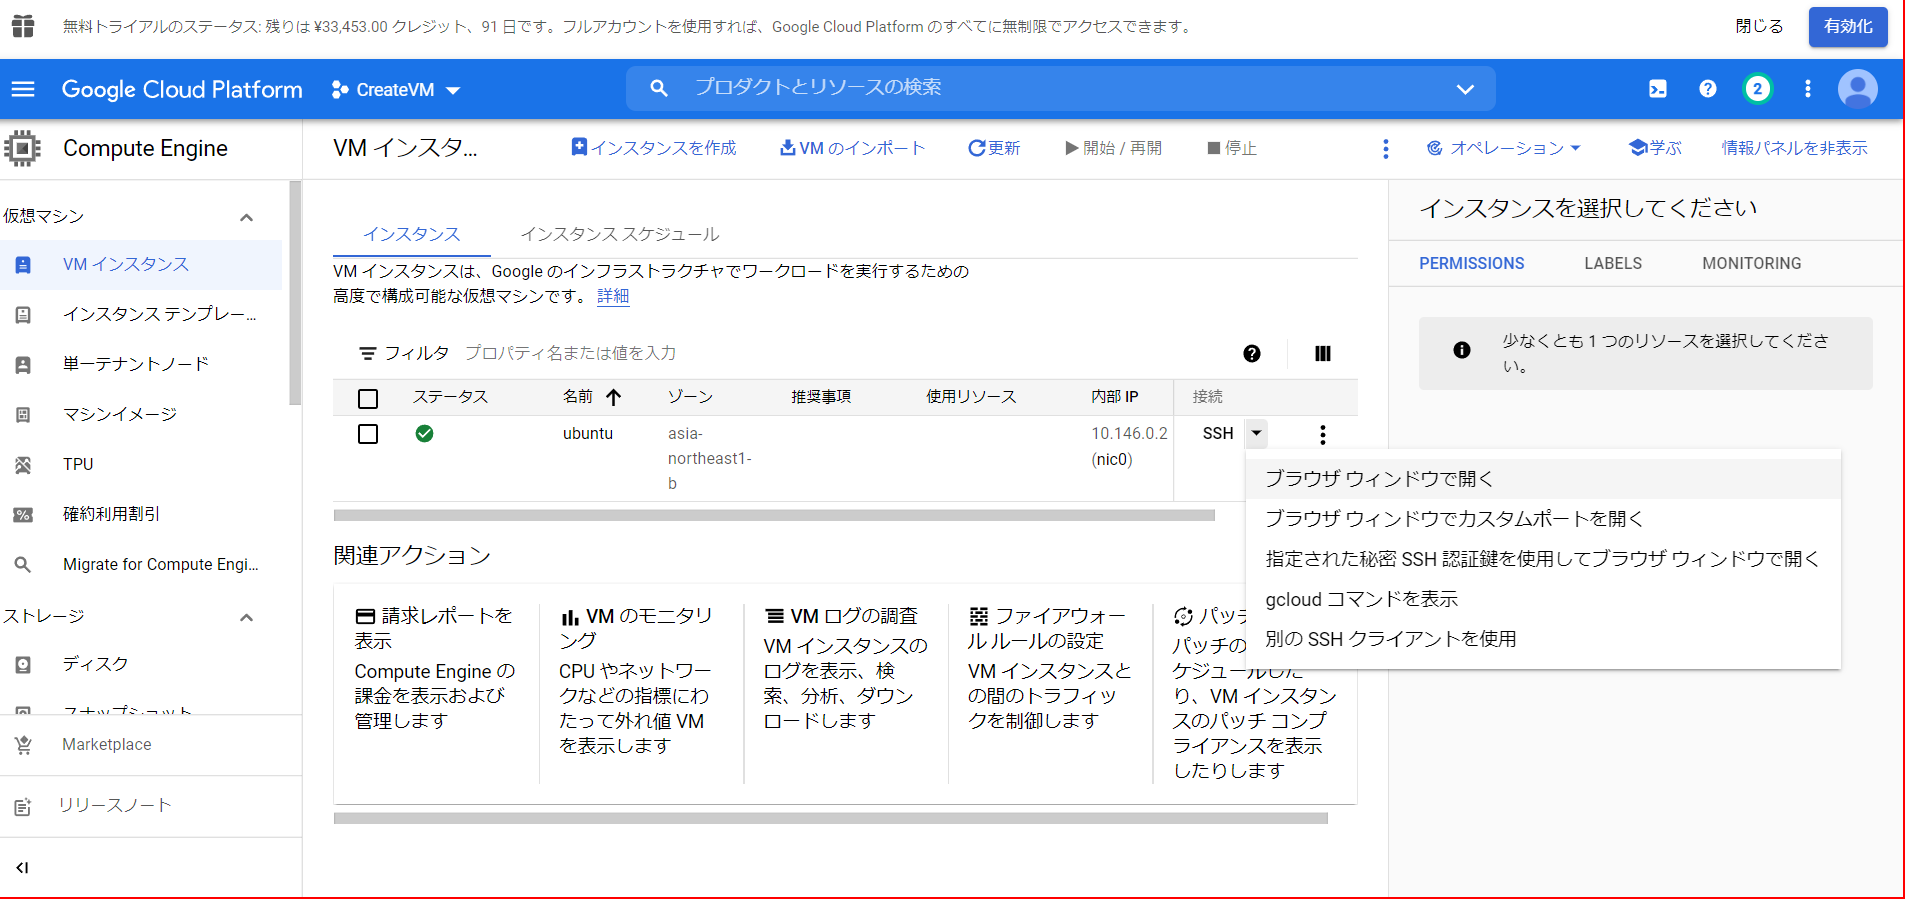 無料トライアルのステータス: 残りは ¥33,453.00 クレジット、91 日です。フルアカウントを使用すれば、Google Cloud Platform のすべてに無制限でアクセスできます。
閉じる
有効化
Google Cloud Platform
CreateVM
プロダクトとリソースの検索
2
Compute Engine
VM インスタ...
インスタンスを作成
VM のインポート
更新
開始 / 再開
停止
オペレーション
学ぶ
情報パネルを非表示
仮想マシン
VM インスタンス
インスタンス テンプレー...
単一テナントノード
マシンイメージ
TPU
確約利用割引
Migrate for Compute Engi...
ストレージ
ディスク
スナップショット
Marketplace
リリースノート
インスタンス
インスタンス スケジュール
VM インスタンスは、Google のインフラストラクチャでワークロードを実行するための
高度で構成可能な仮想マシンです。 詳細
フィルタ
プロパティ名または値を入力
ステータス
名前
ゾーン
推奨事項
使用リソース
内部 IP
接続
ubuntu
asia-
northeast1-
b
10.146.0.2
(nic0)
SSH
ブラウザ ウィンドウで開く
ブラウザ ウィンドウでカスタムポートを開く
指定された秘密 SSH 認証鍵を使用してブラウザ ウィンドウで開く
gcloud コマンドを表示
別の SSH クライアントを使用
関連アクション
請求レポートを
表示
Compute Engine の
課金を表示および
管理します
VM のモニタリ
ング
CPU やネットワー
クなどの指標にわ
たって外れ値 VM
を表示します
VM ログの調査
VM インスタンスの
ログを表示、検
索、分析、ダウン
ロードします
ファイアウォー
ル ルールの設定
VM インスタンスと
の間のトラフィッ
クを制御します
パッチ
パッチの
ケジュールした
り、VM インスタン
スのパッチ コンプ
ライアンスを表示
したりします
インスタンスを選択してください
PERMISSIONS
LABELS
MONITORING
少なくとも 1 つのリソースを選択してくださ
い。